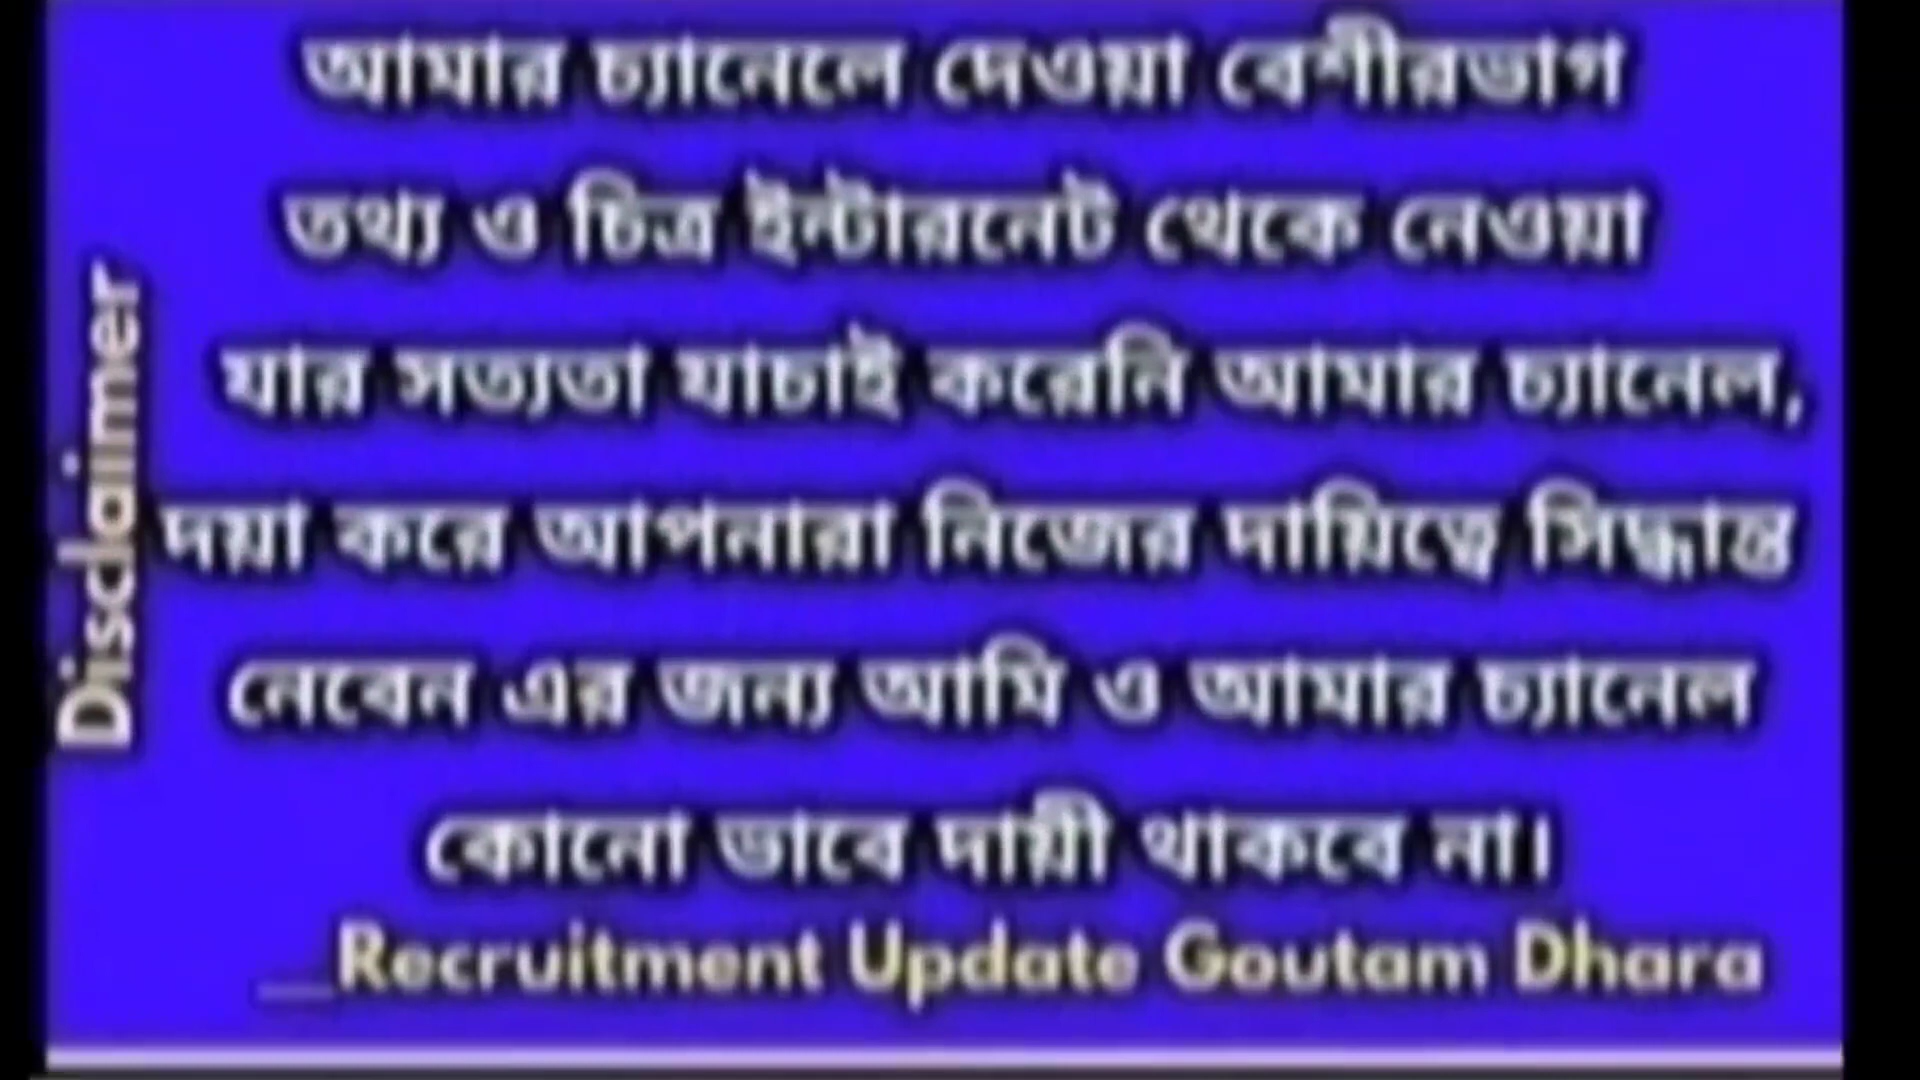 Disclaimer
আমার চ্যানেলে দেওয়া বেশীরভাগ
তথ্য ও চিত্র ইন্টারনেট থেকে নেওয়া
যার সত্যতা যাচাই করেনি আমার চ্যানেল,
দয়া করে আপনারা নিজের দায়িত্বে সিদ্ধান্ত
নেবেন এর জন্য আমি ও আমার চ্যানেল
কোনো ভাবে দায়ী থাকবে না।
__Recruitment Update Goutam Dhara